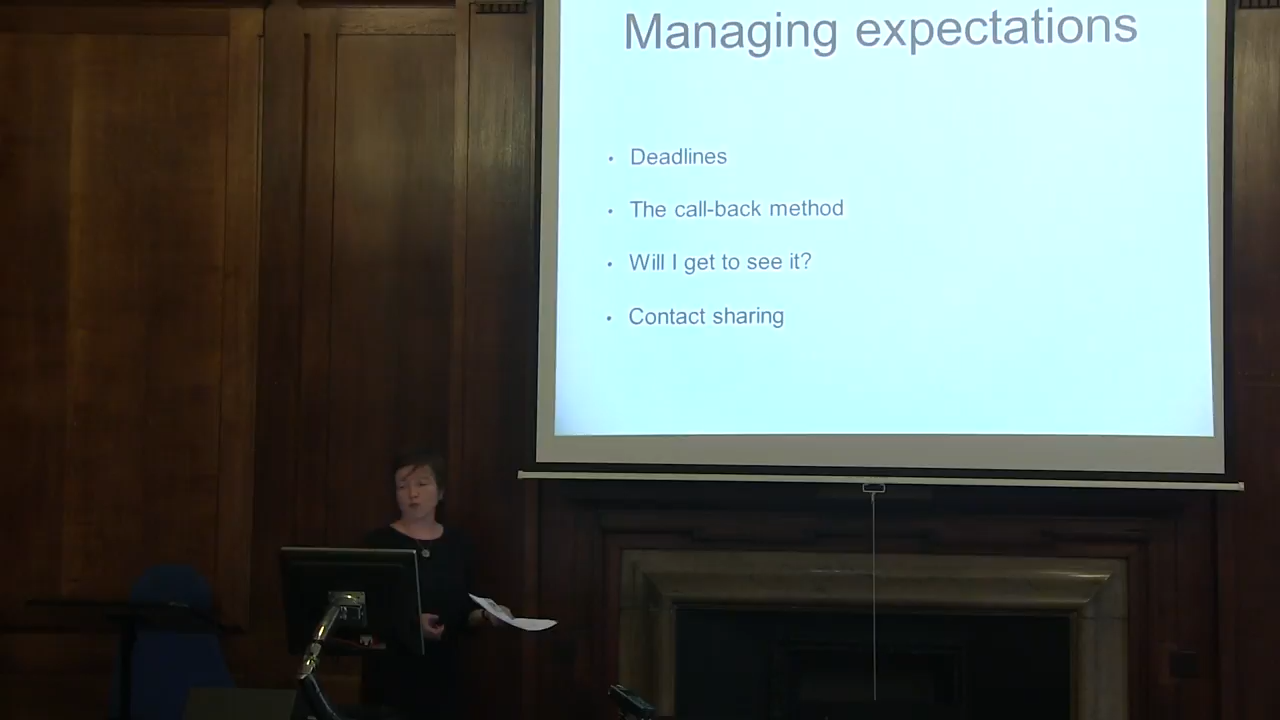 Managing expectations
• Deadlines
• The call-back method
• Will I get to see it?
• Contact sharing